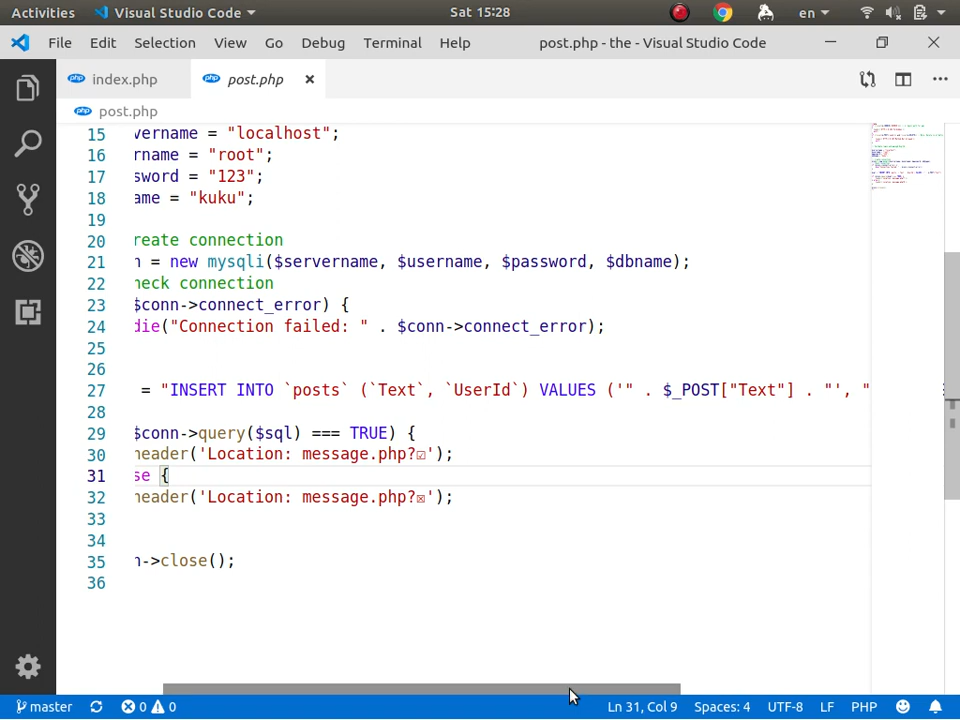 Activities Visual Studio Code Sat 15:28 en
File Edit Selection View Go Debug Terminal Help post.php - the - Visual Studio Code
php index.php php post.php
php post.php
15 vername = "localhost";
16 rname = "root";
17 sword = "123";
18 ame = "kuku";
19
20 reate connection
21 n = new mysqli($servername, $username, $password, $dbname);
22 heck connection
23 $conn->connect_error) {
24 die("Connection failed: " . $conn->connect_error);
25
26
27 = "INSERT INTO `posts` (`Text`, `UserId`) VALUES ('" . $_POST["Text"] . "', "
28
29 $conn->query($sql) === TRUE) {
30 header('Location: message.php?☑');
31 se {
32 header('Location: message.php?☒');
33
34
35 n->close();
36
master 0 0 Ln 31, Col 9 Spaces: 4 UTF-8 LF PHP